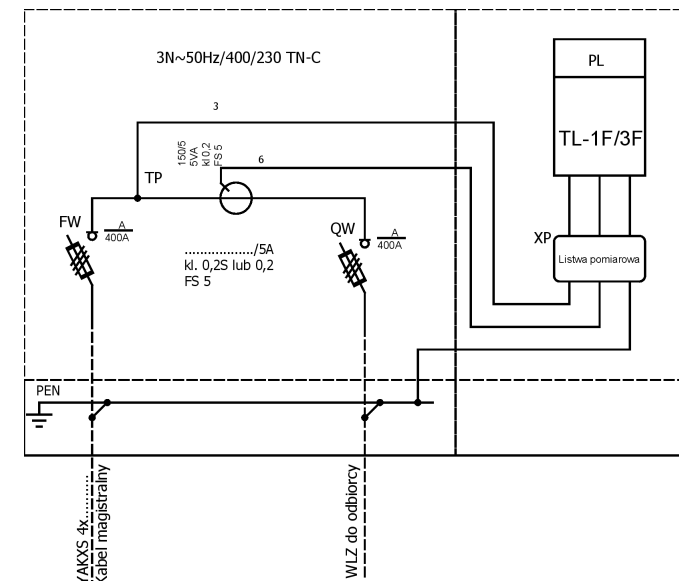 3N~50Hz/400/230 TN-C
PL
TL-1F/3F
3
150/5
5VA
kl 0,2
FS 5
6
TP
FW
A
400A
QW
A
400A
................../5A
kl. 0,2S lub 0,2
FS 5
XP
Listwa pomiarowa
PEN
YAKXS 4x............
Kabel magistralny
WLZ do odbiorcy